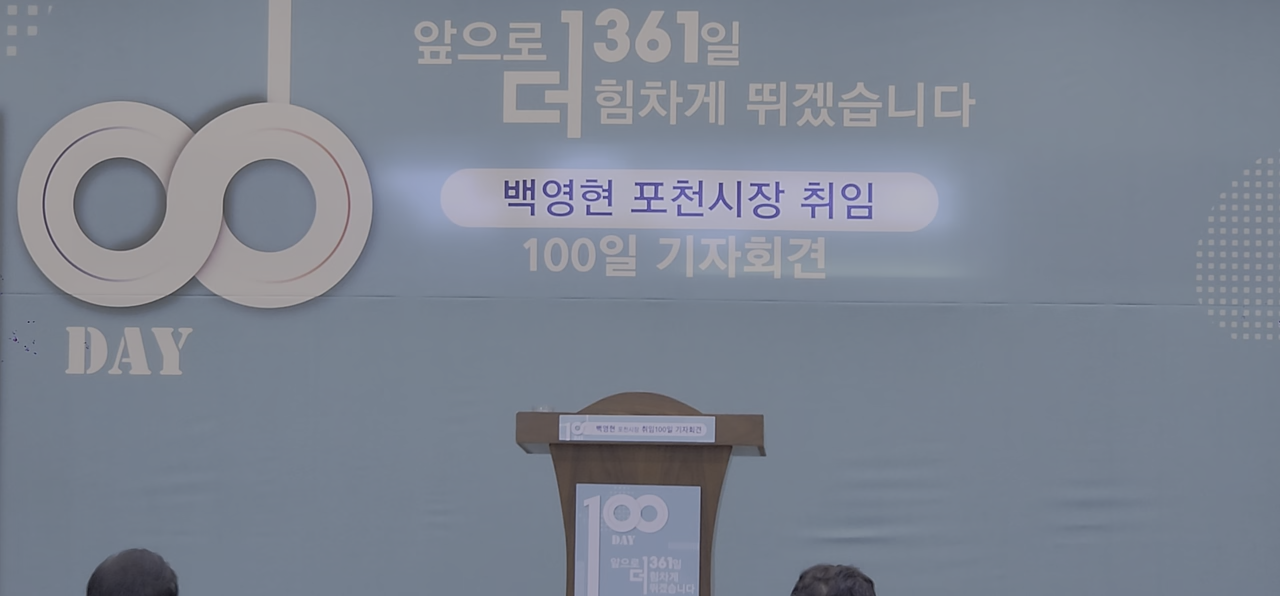 앞으로 1361일
더 힘차게 뛰겠습니다
백영현 포천시장 취임
100일 기자회견
00
DAY
백영현 포천시장 취임100일 기자회견
100
DAY
앞으로 1361일
더 힘차게
뛰겠습니다